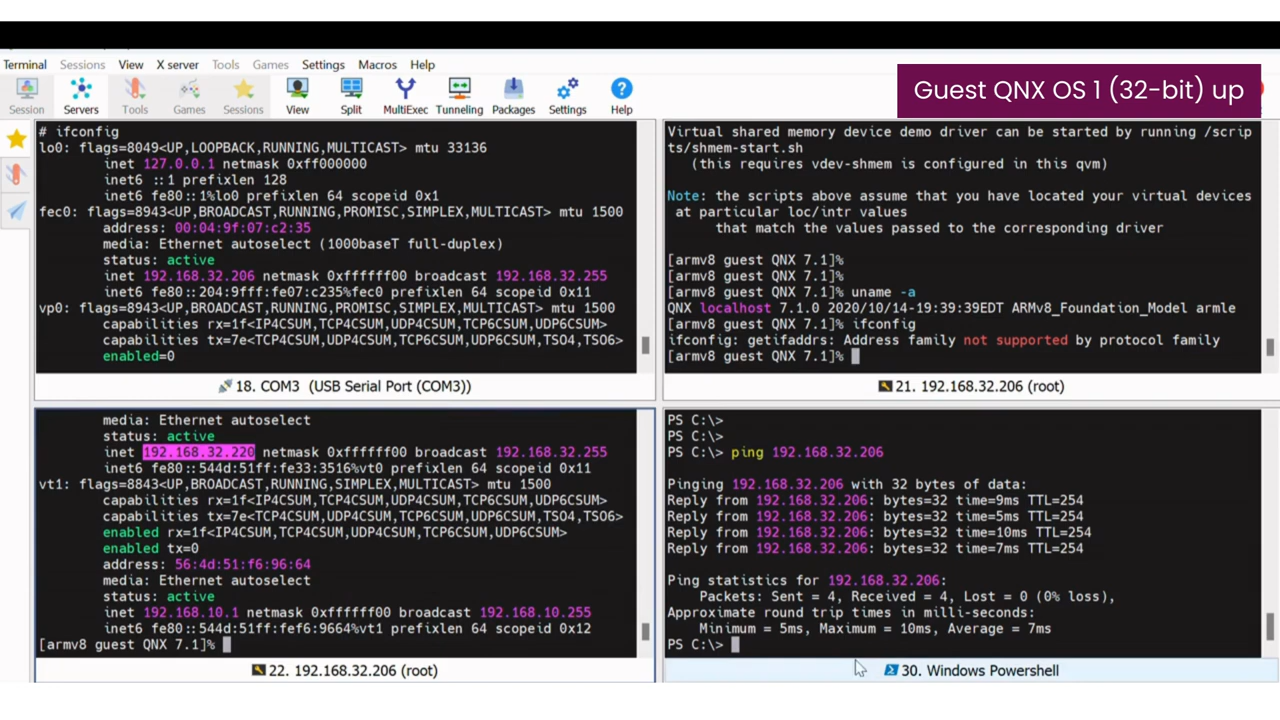 Terminal Sessions View X server Tools Games Settings Macros Help
Guest QNX OS 1 (32-bit) up
Session Servers Tools Games Sessions View Split MultiExec Tunneling Packages Settings Help
# ifconfig
lo0: flags=8049<UP,LOOPBACK,RUNNING,MULTICAST> mtu 33136
inet 127.0.0.1 netmask 0xff000000
inet6 ::1 prefixlen 128
inet6 fe80::1%lo0 prefixlen 64 scopeid 0x1
fec0: flags=8943<UP,BROADCAST,RUNNING,PROMISC,SIMPLEX,MULTICAST> mtu 1500
address: 00:04:9f:07:c2:35
media: Ethernet autoselect (1000baseT full-duplex)
status: active
inet 192.168.32.206 netmask 0xffffff00 broadcast 192.168.32.255
inet6 fe80::204:9fff:fe07:c235%fec0 prefixlen 64 scopeid 0x11
vp0: flags=8943<UP,BROADCAST,RUNNING,PROMISC,SIMPLEX,MULTICAST> mtu 1500
capabilities rx=1f<IP4CSUM,TCP4CSUM,UDP4CSUM,TCP6CSUM,UDP6CSUM>
capabilities tx=7e<TCP4CSUM,UDP4CSUM,TCP6CSUM,UDP6CSUM,TSO4,TSO6>
enabled=0
18. COM3 (USB Serial Port (COM3))
Virtual shared memory device demo driver can be started by running /scrip
ts/shmem-start.sh
(this requires vdev-shmem is configured in this qvm)
Note: the scripts above assume that you have located your virtual devices
at particular loc/intr values
that match the values passed to the corresponding driver
[armv8 guest QNX 7.1]%
[armv8 guest QNX 7.1]%
[armv8 guest QNX 7.1]% uname -a
QNX localhost 7.1.0 2020/10/14-19:39:39EDT ARMv8_Foundation_Model armle
[armv8 guest QNX 7.1]% ifconfig
ifconfig: getifaddrs: Address family not supported by protocol family
[armv8 guest QNX 7.1]%
21. 192.168.32.206 (root)
media: Ethernet autoselect
status: active
inet 192.168.32.220 netmask 0xffffff00 broadcast 192.168.32.255
inet6 fe80::544d:51ff:fe33:3516%vt0 prefixlen 64 scopeid 0x11
vt1: flags=8843<UP,BROADCAST,RUNNING,SIMPLEX,MULTICAST> mtu 1500
capabilities rx=1f<IP4CSUM,TCP4CSUM,UDP4CSUM,TCP6CSUM,UDP6CSUM>
capabilities tx=7e<TCP4CSUM,UDP4CSUM,TCP6CSUM,UDP6CSUM,TSO4,TSO6>
enabled rx=1f<IP4CSUM,TCP4CSUM,UDP4CSUM,TCP6CSUM,UDP6CSUM>
enabled tx=0
address: 56:4d:51:f6:96:64
media: Ethernet autoselect
status: active
inet 192.168.10.1 netmask 0xffffff00 broadcast 192.168.10.255
inet6 fe80::544d:51ff:fef6:9664%vt1 prefixlen 64 scopeid 0x12
[armv8 guest QNX 7.1]%
22. 192.168.32.206 (root)
PS C:\>
PS C:\>
PS C:\> ping 192.168.32.206
Pinging 192.168.32.206 with 32 bytes of data:
Reply from 192.168.32.206: bytes=32 time=9ms TTL=254
Reply from 192.168.32.206: bytes=32 time=5ms TTL=254
Reply from 192.168.32.206: bytes=32 time=10ms TTL=254
Reply from 192.168.32.206: bytes=32 time=7ms TTL=254
Ping statistics for 192.168.32.206:
Packets: Sent = 4, Received = 4, Lost = 0 (0% loss),
Approximate round trip times in milli-seconds:
Minimum = 5ms, Maximum = 10ms, Average = 7ms
PS C:\>
30. Windows Powershell